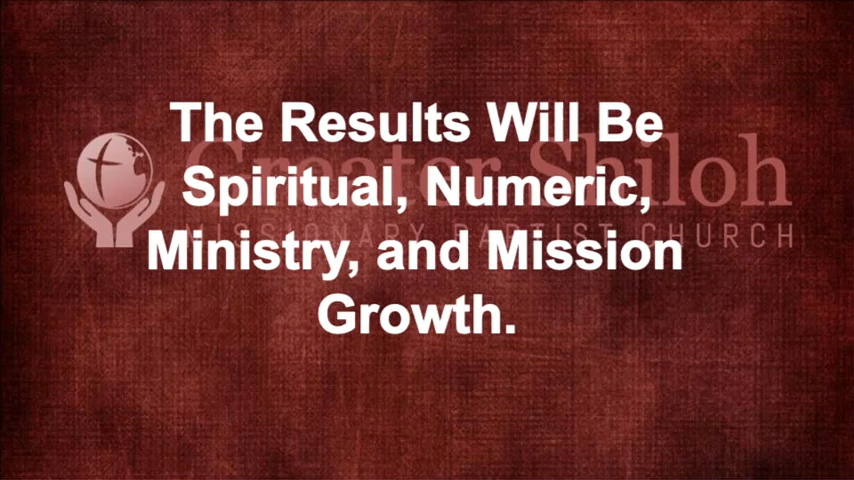 The Results Will Be
Spiritual, Numeric,
Ministry, and Mission
Growth.
Greater Shiloh
MISSIONARY BAPTIST CHURCH